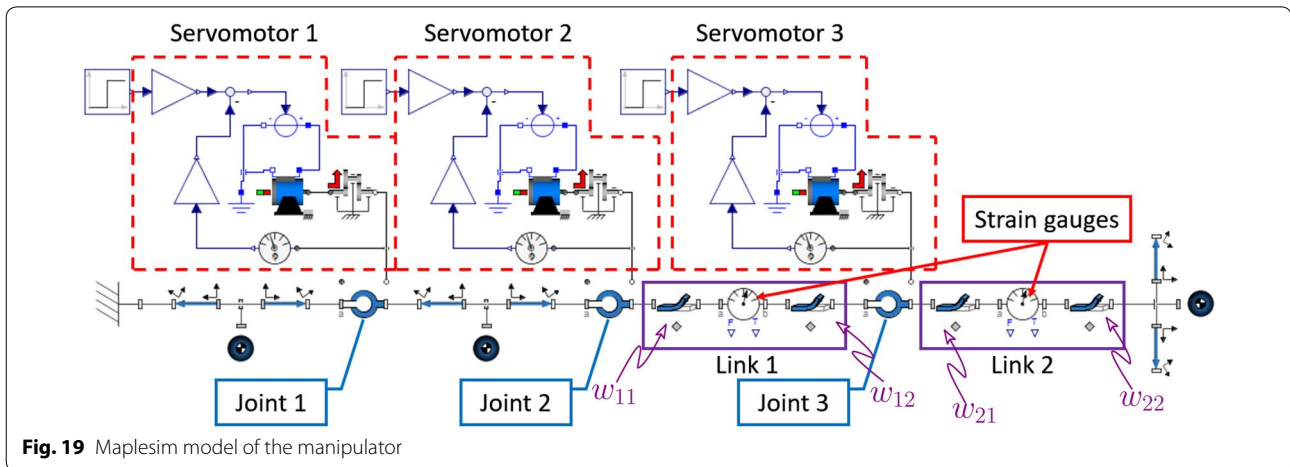 Servomotor 1
Servomotor 2
Servomotor 3
Strain gauges
Link 1
Link 2
w11
w12
w21
w22
Joint 1
Joint 2
Joint 3
Fig. 19 Maplesim model of the manipulator